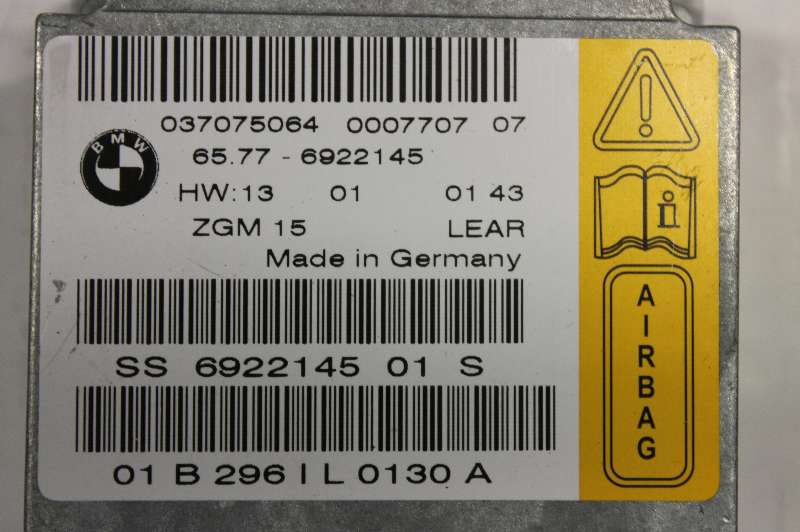 037075064 0007707 07
BMW
65.77 - 6922145
HW:13 01 01 43
ZGM 15 LEAR
Made in Germany
SS 6922145 01 S
01 B 296 I L 0130 A
i
AIRBAG